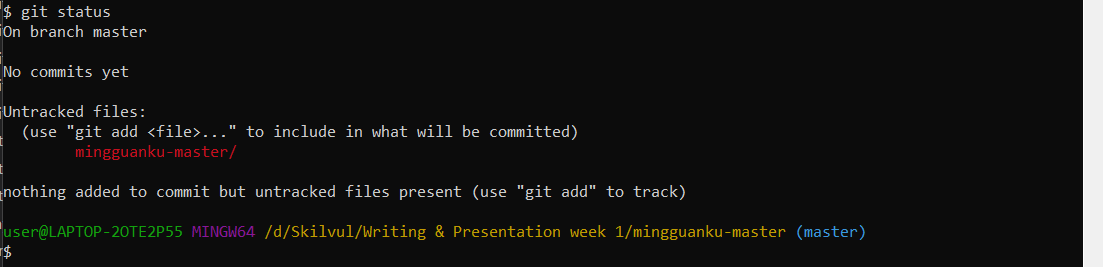 $ git status
On branch master
No commits yet
Untracked files:
(use "git add <file>..." to include in what will be committed)
mingguanku-master/
nothing added to commit but untracked files present (use "git add" to track)
user@LAPTOP-2OTE2P55 MINGW64 /d/Skilvul/Writing & Presentation week 1/mingguanku-master (master)
$